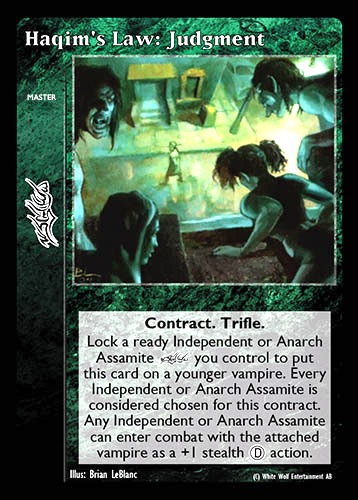 Haqim's Law: Judgment
MASTER
Contract. Trifle.
Lock a ready Independent or Anarch
Assamite you control to put
this card on a younger vampire. Every
Independent or Anarch Assamite is
considered chosen for this contract.
Any Independent or Anarch Assamite
can enter combat with the attached
vampire as a +1 stealth Ⓓ action.
Illus: Brian LeBlanc
(C) White Wolf Entertainment AB